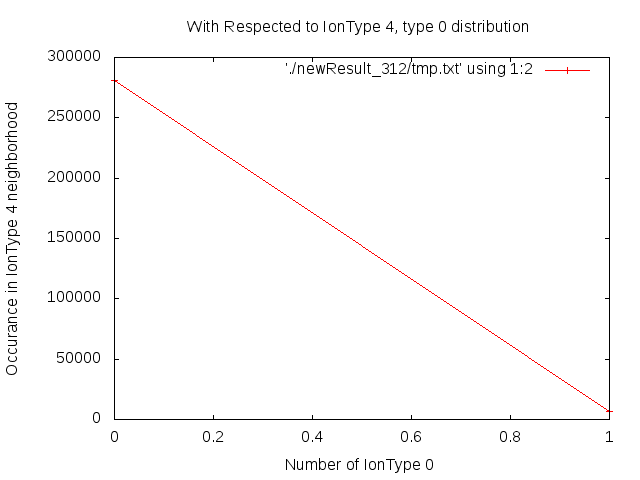 With Respected to IonType 4, type 0 distribution
'./newResult_312/tmp.txt' using 1:2
300000
250000
200000
150000
100000
50000
0
Occurance in IonType 4 neighborhood
0 0.2 0.4 0.6 0.8 1
Number of IonType 0